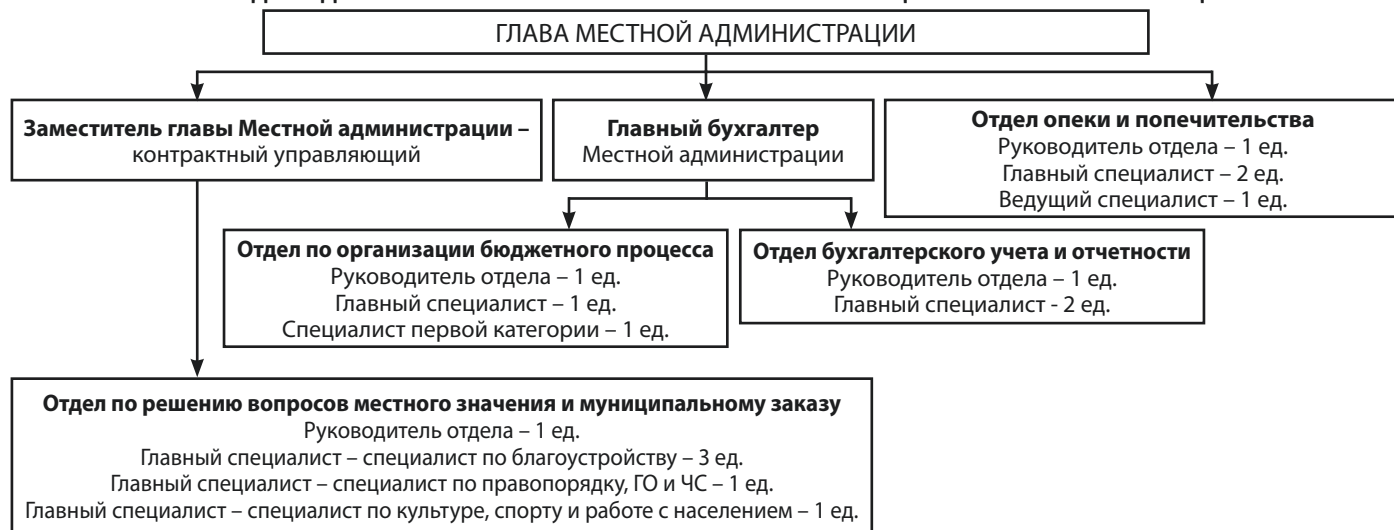 ГЛАВА МЕСТНОЙ АДМИНИСТРАЦИИ
Заместитель главы Местной администрации –
контрактный управляющий
Главный бухгалтер
Местной администрации
Отдел опеки и попечительства
Руководитель отдела – 1 ед.
Главный специалист – 2 ед.
Ведущий специалист – 1 ед.
Отдел по организации бюджетного процесса
Руководитель отдела – 1 ед.
Главный специалист – 1 ед.
Специалист первой категории – 1 ед.
Отдел бухгалтерского учета и отчетности
Руководитель отдела – 1 ед.
Главный специалист - 2 ед.
Отдел по решению вопросов местного значения и муниципальному заказу
Руководитель отдела – 1 ед.
Главный специалист – специалист по благоустройству – 3 ед.
Главный специалист – специалист по правопорядку, ГО и ЧС – 1 ед.
Главный специалист – специалист по культуре, спорту и работе с населением – 1 ед.